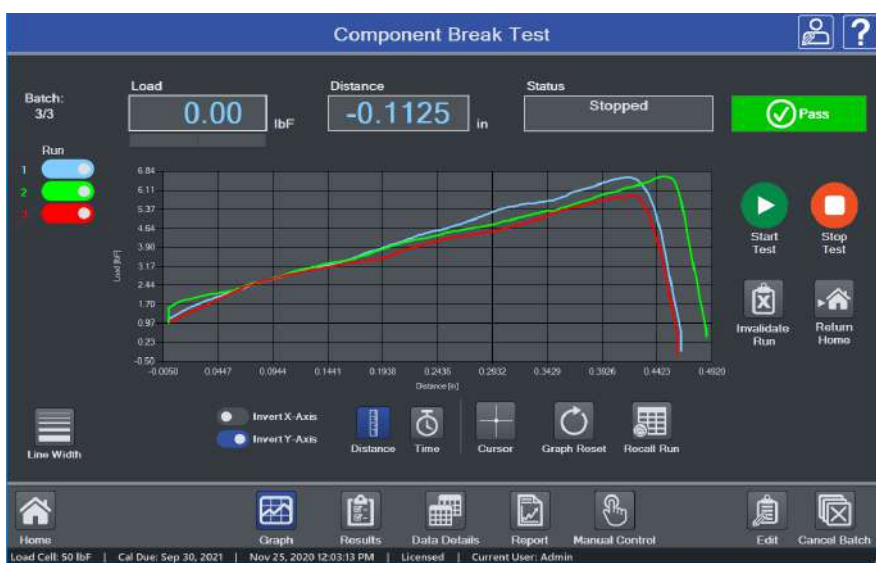 Component Break Test
?
Batch:
3/3
Load
0.00 lbF
Distance
-0.1125 in
Status
Stopped
Pass
Run
1
2
3
6.84
6.11
5.37
4.64
3.90
3.17
2.44
1.70
0.97
0.23
-0.50
Load [lbF]
-0.0050 0.0447 0.0944 0.1441 0.1938 0.2435 0.2932 0.3429 0.3926 0.4423 0.4920
Distance [in]
Start
Test
Stop
Test
Invalidate
Run
Return
Home
Line Width
Invert X-Axis
Invert Y-Axis
Distance
Time
Cursor
Graph Reset
Recall Run
Home
Graph
Results
Data Details
Report
Manual Control
Edit
Cancel Batch
Load Cell: 50 lbF | Cal Due: Sep 30, 2021 | Nov 25, 2020 12:03:13 PM | Licensed | Current User: Admin